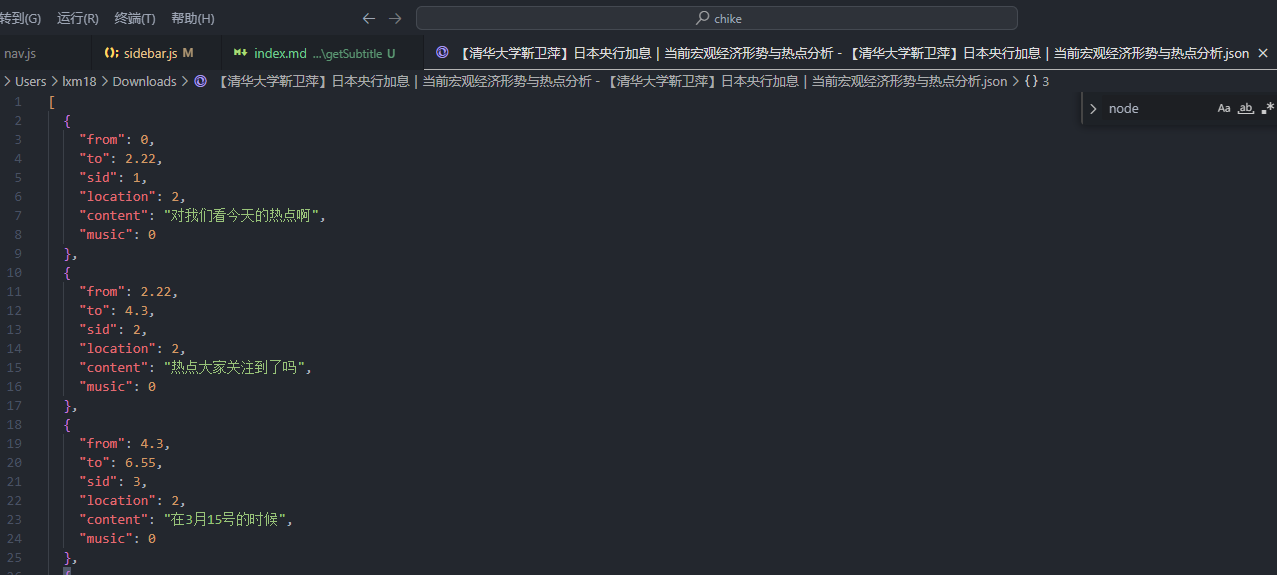 转到(G) 运行(R) 终端(T) 帮助(H) chike
nav.js sidebar.js M index.md ...\getSubtitle U 【清华大学靳卫萍】日本央行加息｜当前宏观经济形势与热点分析 - 【清华大学靳卫萍】日本央行加息｜当前宏观经济形势与热点分析.json
Users > lxm18 > Downloads > 【清华大学靳卫萍】日本央行加息｜当前宏观经济形势与热点分析 - 【清华大学靳卫萍】日本央行加息｜当前宏观经济形势与热点分析.json > {} 3
node Aa ab .*
1 [
2 {
3 "from": 0,
4 "to": 2.22,
5 "sid": 1,
6 "location": 2,
7 "content": "对我们看今天的热点啊",
8 "music": 0
9 },
10 {
11 "from": 2.22,
12 "to": 4.3,
13 "sid": 2,
14 "location": 2,
15 "content": "热点大家关注到了吗",
16 "music": 0
17 },
18 {
19 "from": 4.3,
20 "to": 6.55,
21 "sid": 3,
22 "location": 2,
23 "content": "在3月15号的时候",
24 "music": 0
25 },
26 {